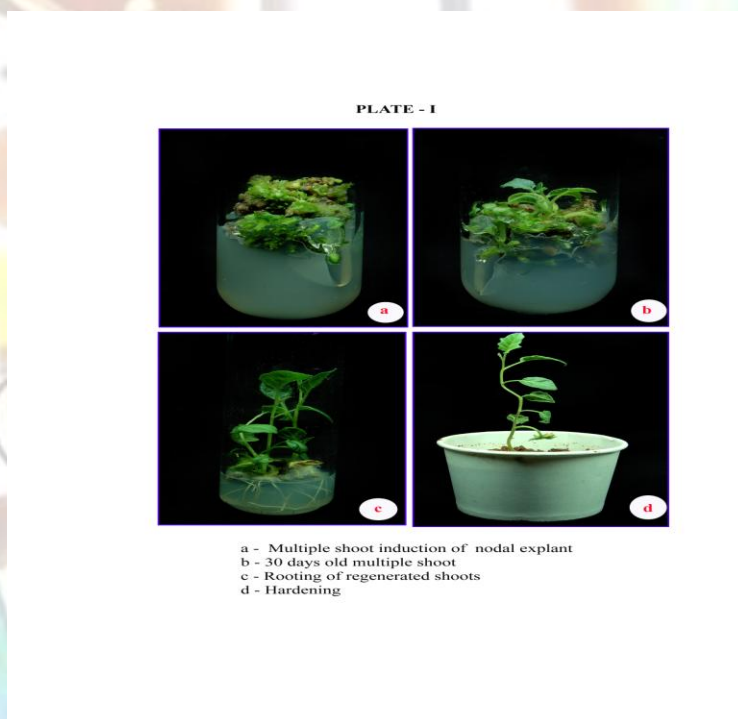 PLATE - I
a
b
c
d
a - Multiple shoot induction of nodal explant
b - 30 days old multiple shoot
c - Rooting of regenerated shoots
d - Hardening